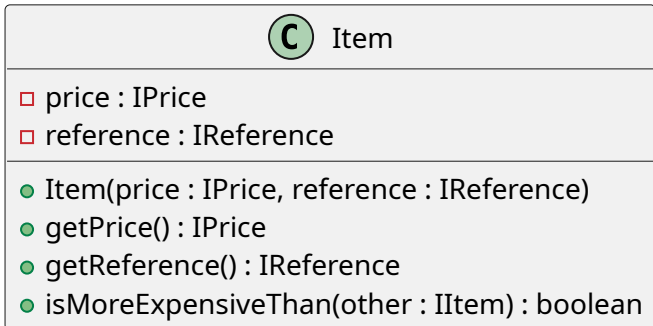 C Item
price : IPrice
reference : IReference
Item(price : IPrice, reference : IReference)
getPrice() : IPrice
getReference() : IReference
isMoreExpensiveThan(other : IItem) : boolean